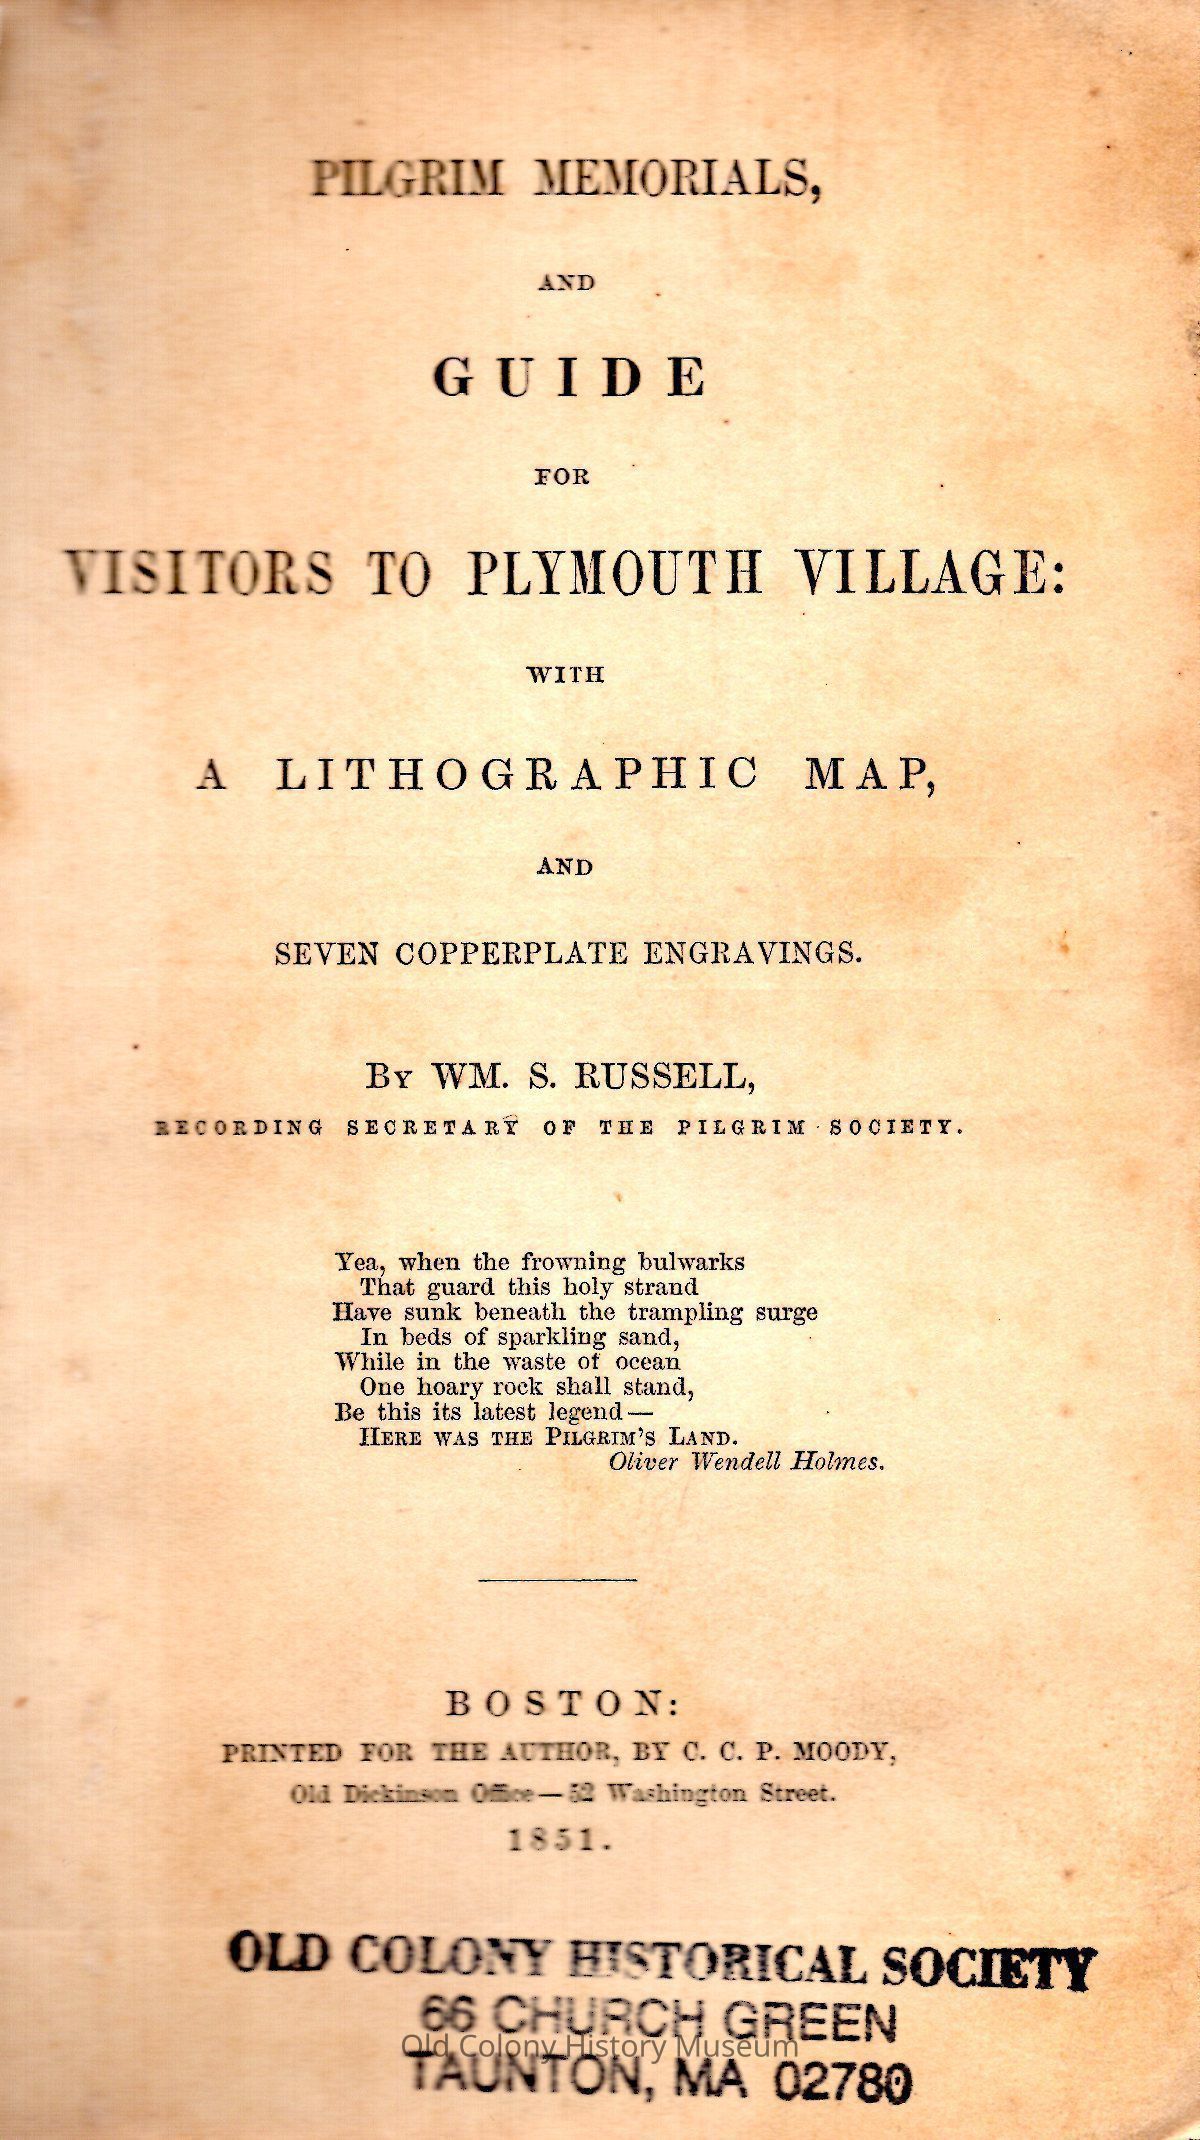 PILGRIM MEMORIALS,
AND
GUIDE
FOR
VISITORS TO PLYMOUTH VILLAGE:
WITH
A LITHOGRAPHIC MAP,
AND
SEVEN COPPERPLATE ENGRAVINGS.
BY WM. S. RUSSELL,
RECORDING SECRETARY OF THE PILGRIM SOCIETY.
Yea, when the frowning bulwarks
That guard this holy strand
Have sunk beneath the trampling surge
In beds of sparkling sand,
While in the waste of ocean
One hoary rock shall stand,
Be this its latest legend—
HERE WAS THE PILGRIM'S LAND.
Oliver Wendell Holmes.
BOSTON:
PRINTED FOR THE AUTHOR, BY C. C. P. MOODY,
Old Dickinson Office—52 Washington Street.
1851.
OLD COLONY HISTORICAL SOCIETY
66 CHURCH GREEN
Old Colony History Museum
TAUNTON, MA 02780